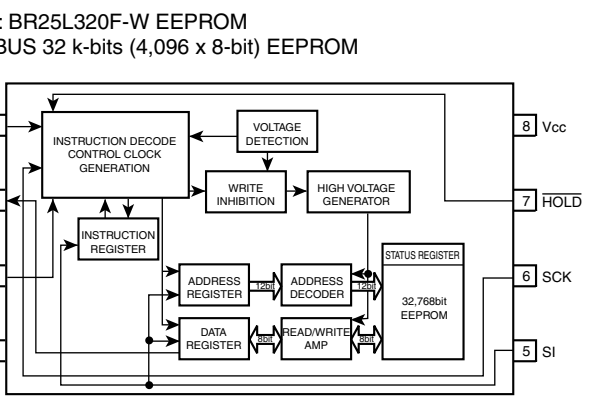 : BR25L320F-W EEPROM
BUS 32 k-bits (4,096 x 8-bit) EEPROM
INSTRUCTION DECODE
CONTROL CLOCK
GENERATION
VOLTAGE
DETECTION
8 Vcc
WRITE
INHIBITION
HIGH VOLTAGE
GENERATOR
7 HOLD
INSTRUCTION
REGISTER
STATUS REGISTER
ADDRESS
REGISTER
12bit
ADDRESS
DECODER
12bit
6 SCK
32,768bit
EEPROM
DATA
REGISTER
8bit
READ/WRITE
AMP
8bit
5 SI